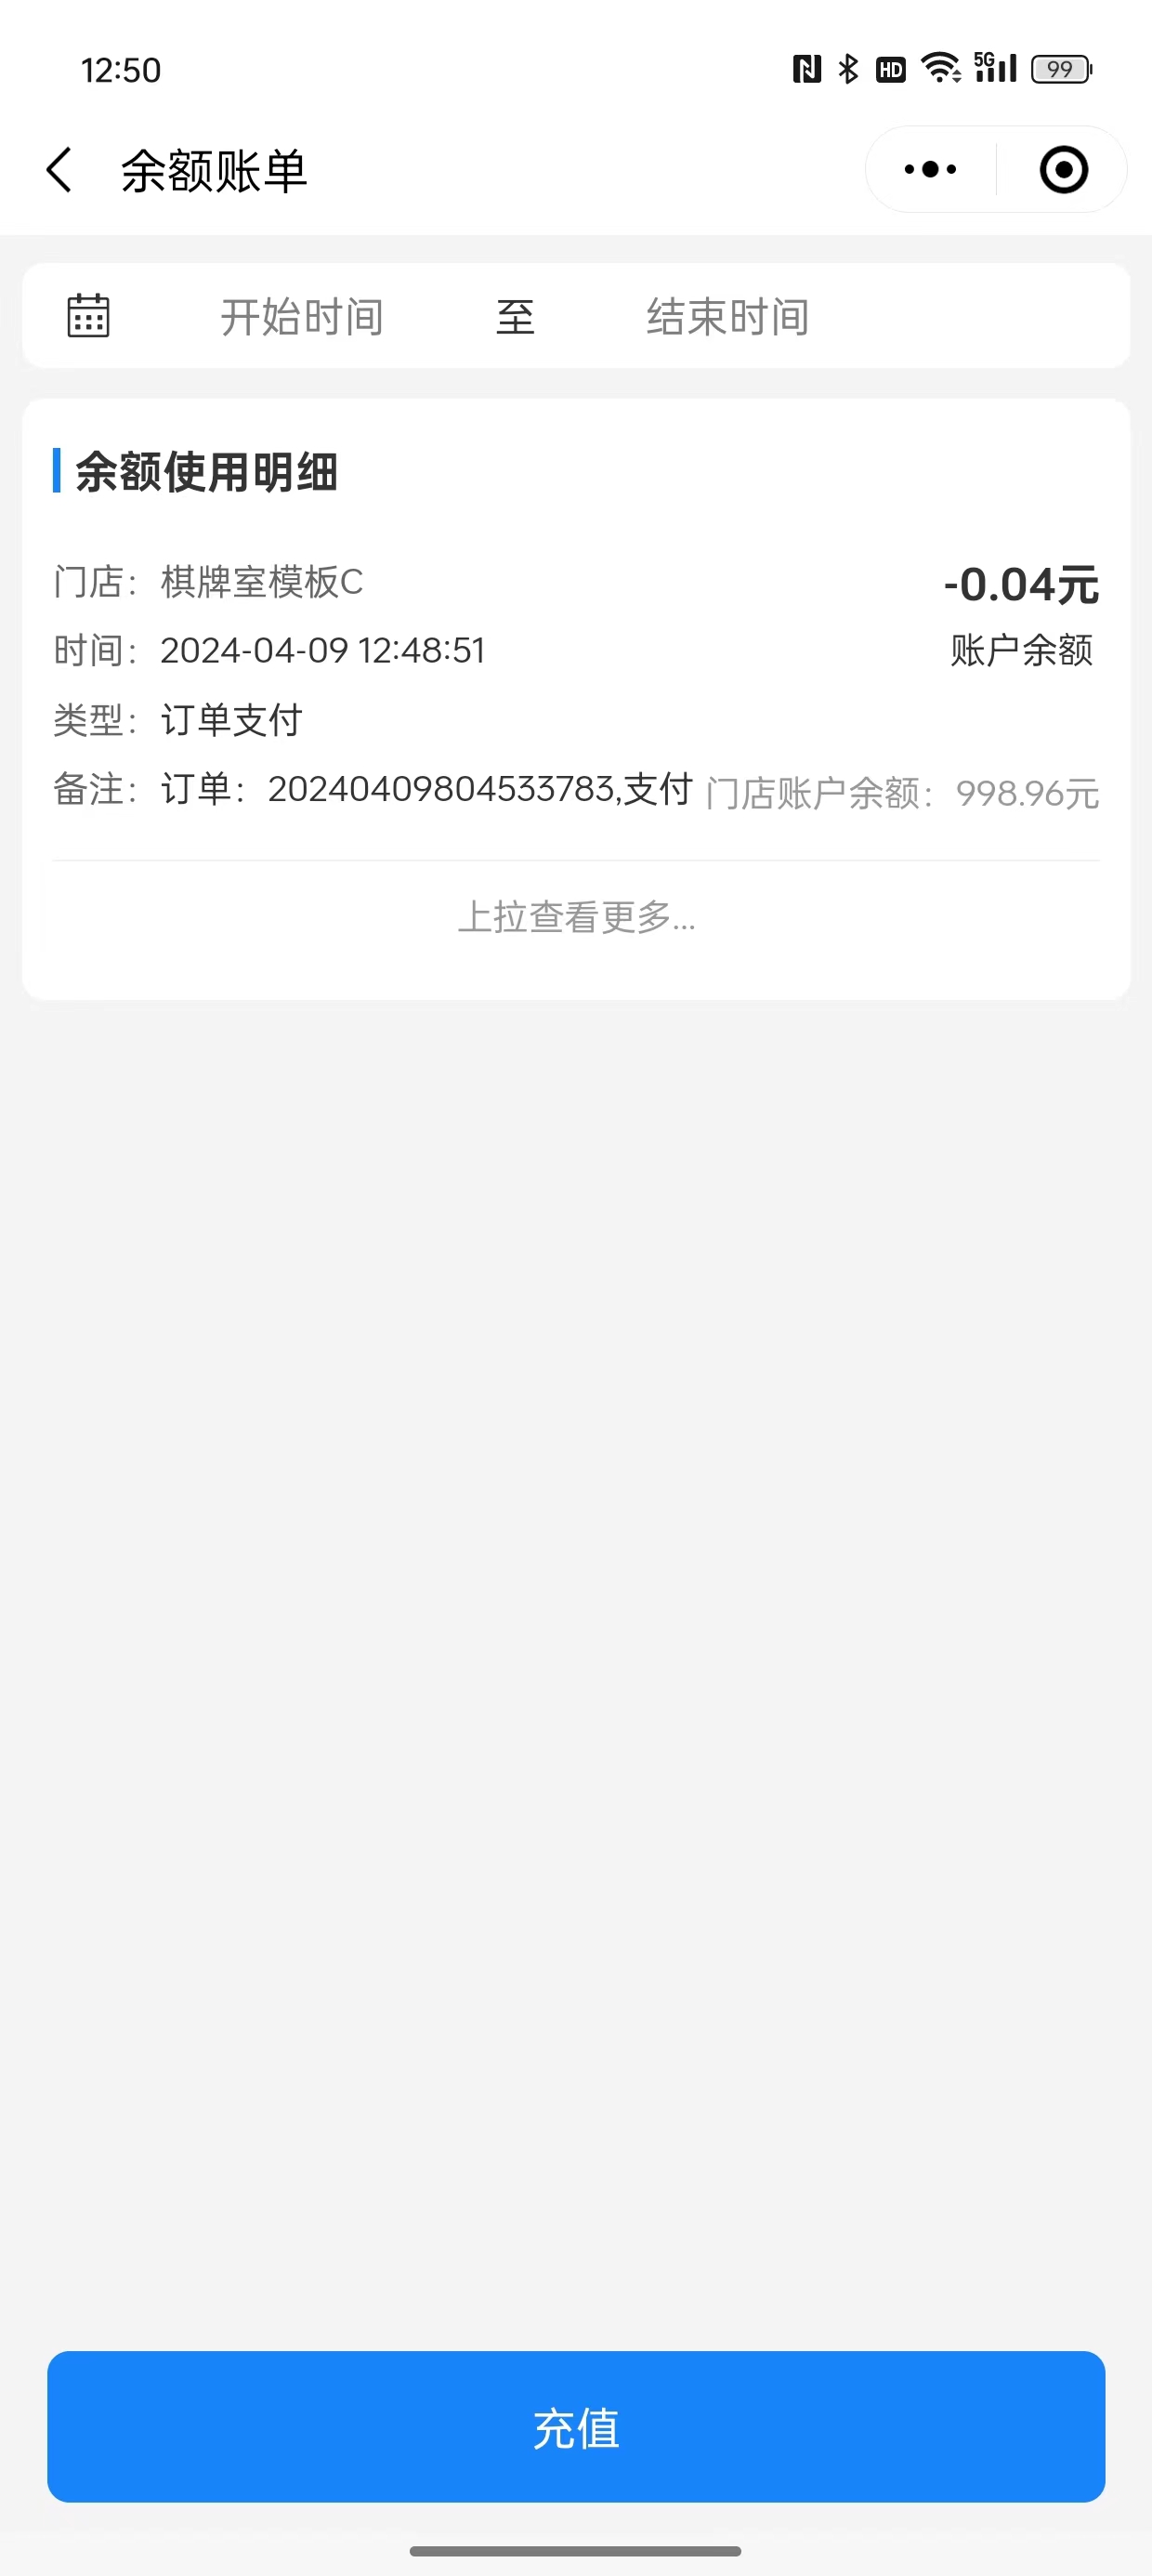 12:50
HD
5G
99
余额账单
开始时间 至 结束时间
余额使用明细
门店：棋牌室模板C
-0.04元
时间：2024-04-09 12:48:51
账户余额
类型：订单支付
备注：订单：20240409804533783,支付
门店账户余额：998.96元
上拉查看更多...
充值